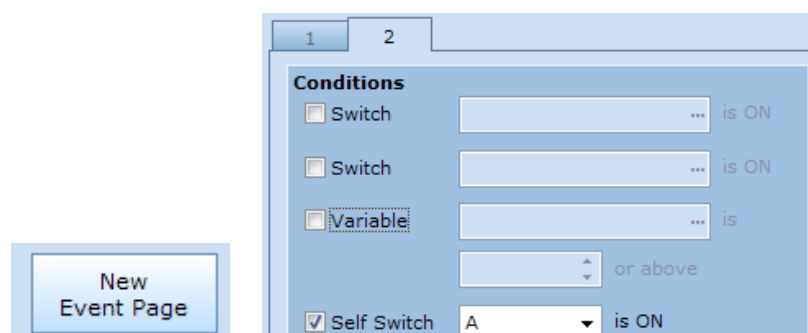 1 2
Conditions
Switch ... is ON
Switch ... is ON
Variable ... is
or above
New
Event Page
Self Switch A is ON